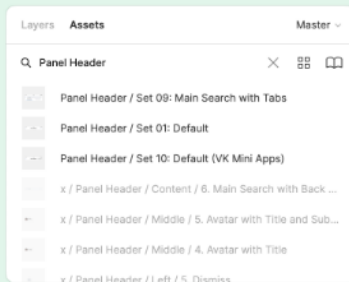 Layers Assets Master
Panel Header
Panel Header / Set 09: Main Search with Tabs
Panel Header / Set 01: Default
Panel Header / Set 10: Default (VK Mini Apps)
x / Panel Header / Content / 6. Main Search with Back ...
x / Panel Header / Middle / 5. Avatar with Title and Sub...
x / Panel Header / Middle / 4. Avatar with Title
x / Panel Header / Left / 5. Dismiss